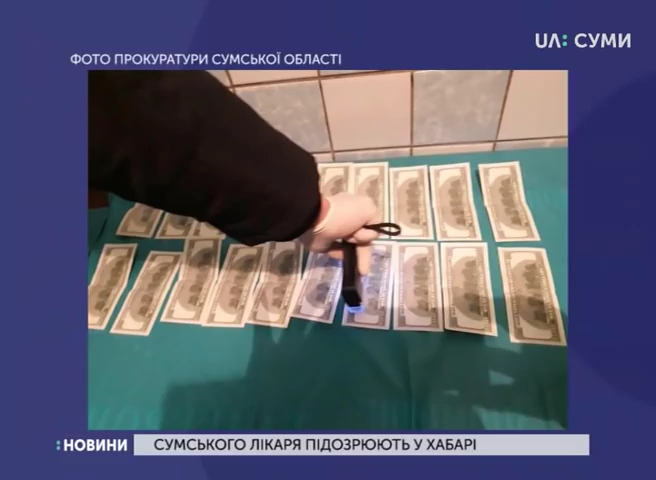 UA: СУМИ
ФОТО ПРОКУРАТУРИ СУМСЬКОЇ ОБЛАСТІ
:НОВИНИ
СУМСЬКОГО ЛІКАРЯ ПІДОЗРЮЮТЬ У ХАБАРІ